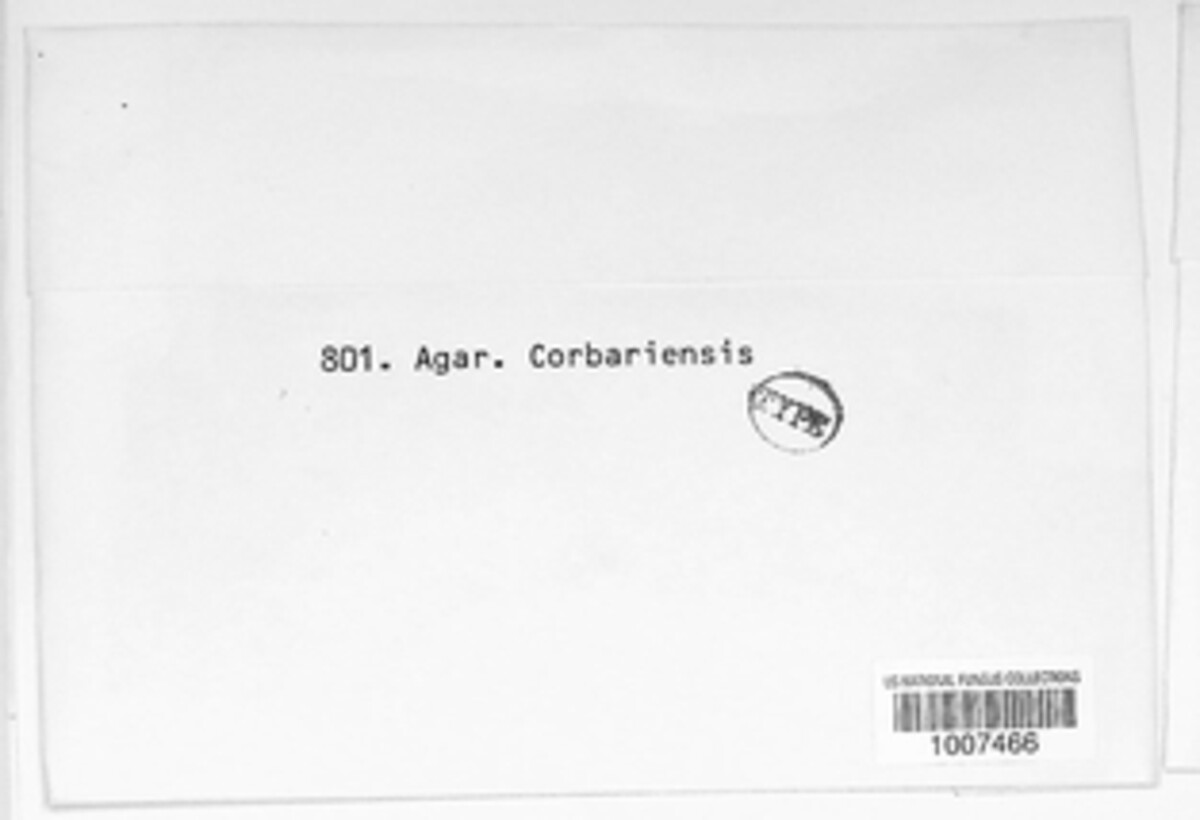 801. Agar. Corbariensis
TYPE
US NATIONAL FUNGUS COLLECTIONS
1007466